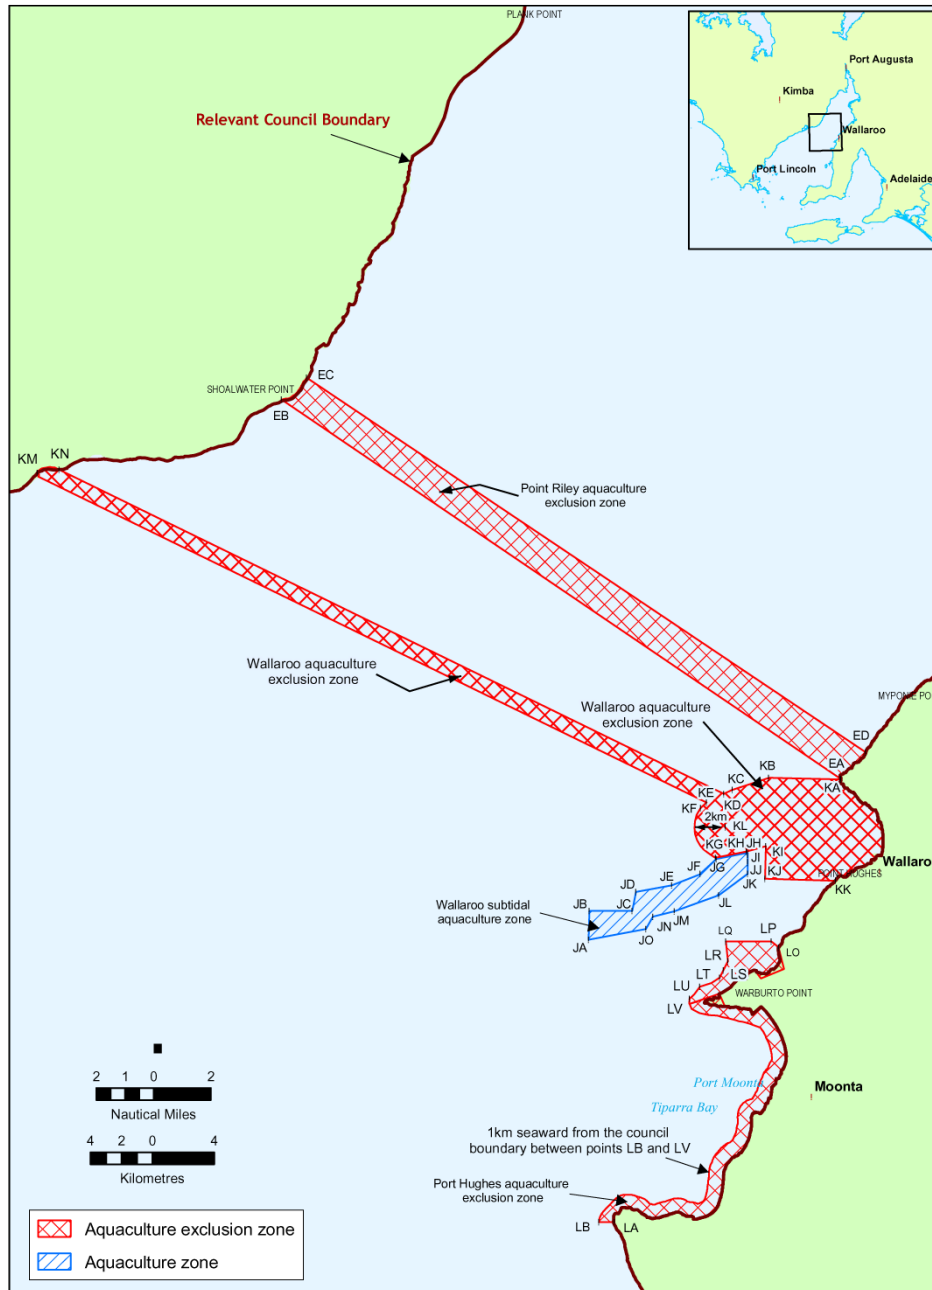 PLANK POINT
Port Augusta
Kimba
Wallaroo
Port Lincoln
Adelaide
Relevant Council Boundary
EC
SHOALWATER POINT
EB
KM
KN
Point Riley aquaculture
exclusion zone
Wallaroo aquaculture
exclusion zone
MYPONIE PO
Wallaroo aquaculture
exclusion zone
ED
EA
KB
KC
KA
KE
KD
KF
2km
KL
KG
KH
JH
KI
JI
JG
JJ
KJ
JF
JK
Wallaroo
POINT HUGHES
KK
JE
JD
JL
JB
JC
JM
JN
Wallaroo subtidal
aquaculture zone
JA
JO
LQ
LP
LO
LR
LT
LS
LU
LV
WARBURTO POINT
2 1 0 2
Nautical Miles
4 2 0 4
Kilometres
Port Moonta
Moonta
Tiparra Bay
1km seaward from the council
boundary between points LB and LV
Port Hughes aquaculture
exclusion zone
LB
LA
Aquaculture exclusion zone
Aquaculture zone